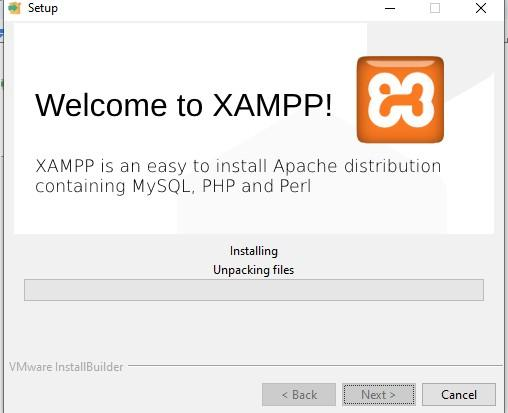 Setup
Welcome to XAMPP!
XAMPP is an easy to install Apache distribution
containing MySQL, PHP and Perl
Installing
Unpacking files
VMware InstallBuilder
< Back
Next >
Cancel